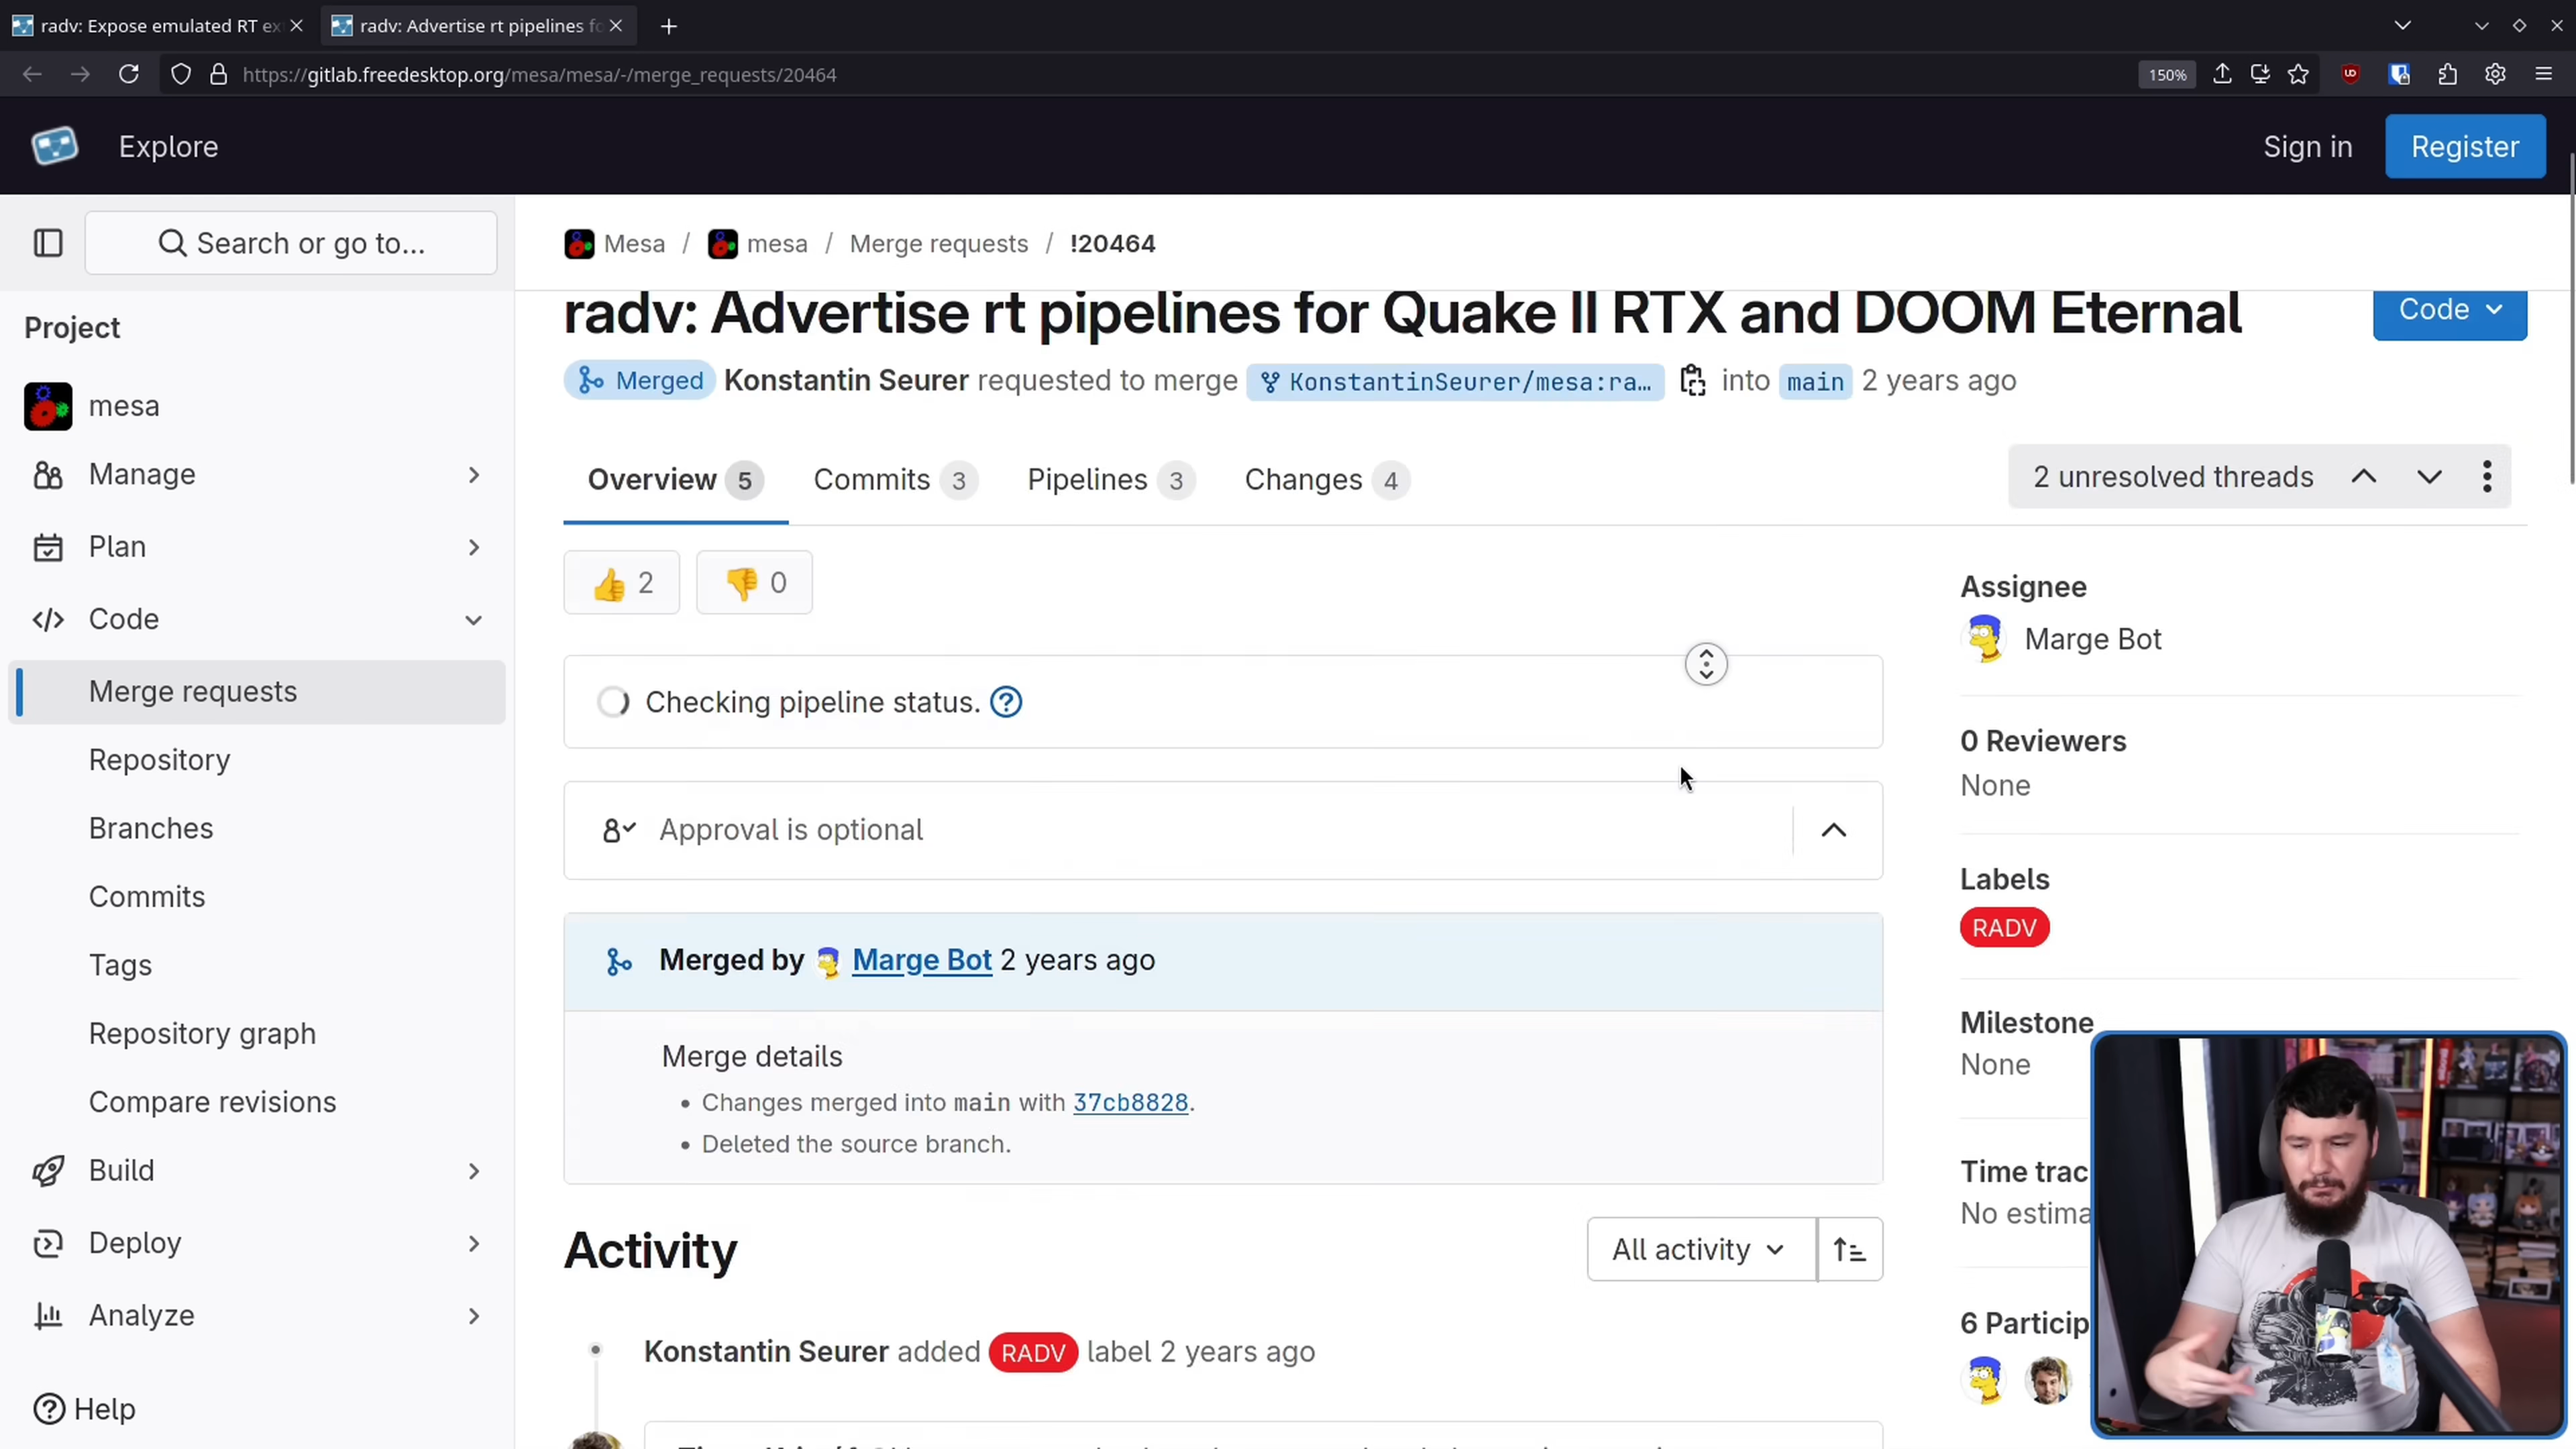 radv: Expose emulated RT ex
radv: Advertise rt pipelines fo
https://gitlab.freedesktop.org/mesa/mesa/-/merge_requests/20464
150%
Explore
Sign in
Register
Search or go to...
Mesa / mesa / Merge requests / !20464
Project
mesa
Manage
Plan
Code
Merge requests
Repository
Branches
Commits
Tags
Repository graph
Compare revisions
Build
Deploy
Analyze
Help
radv: Advertise rt pipelines for Quake II RTX and DOOM Eternal
Code
Merged Konstantin Seurer requested to merge KonstantinSeurer/mesa:ra… into main 2 years ago
Overview 5 Commits 3 Pipelines 3 Changes 4
2 unresolved threads
👍 2 👎 0
Checking pipeline status.
Approval is optional
Merged by Marge Bot 2 years ago
Merge details
• Changes merged into main with 37cb8828.
• Deleted the source branch.
Activity
All activity
Konstantin Seurer added RADV label 2 years ago
Assignee
Marge Bot
0 Reviewers
None
Labels
RADV
Milestone
None
Time trac
No estima
6 Particip